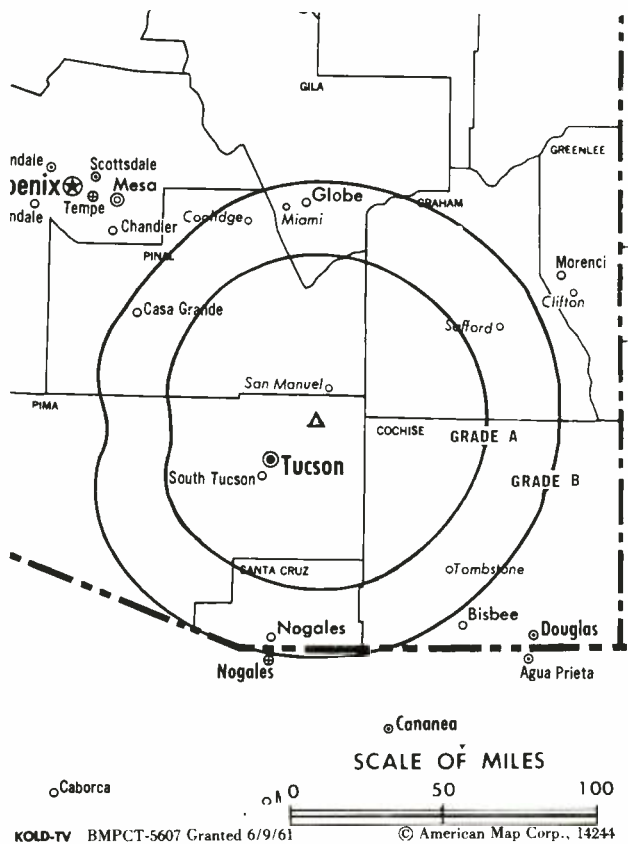 GILA
GREENLEE
ndale
Scottsdale
oenix
Mesa
Tempe
ndale
Chandler
Coolidge
Miami
Globe
GRAHAM
PINAL
Morenci
Clifton
Casa Grande
Safford
San Manuel
PIMA
COCHISE
GRADE A
Tucson
South Tucson
GRADE B
SANTA CRUZ
Tombstone
Bisbee
Nogales
Douglas
Nogales
Agua Prieta
Cananea
SCALE OF MILES
Caborca
0 50 100
KOLD-TV BMPCT-5607 Granted 6/9/61
© American Map Corp., 14244